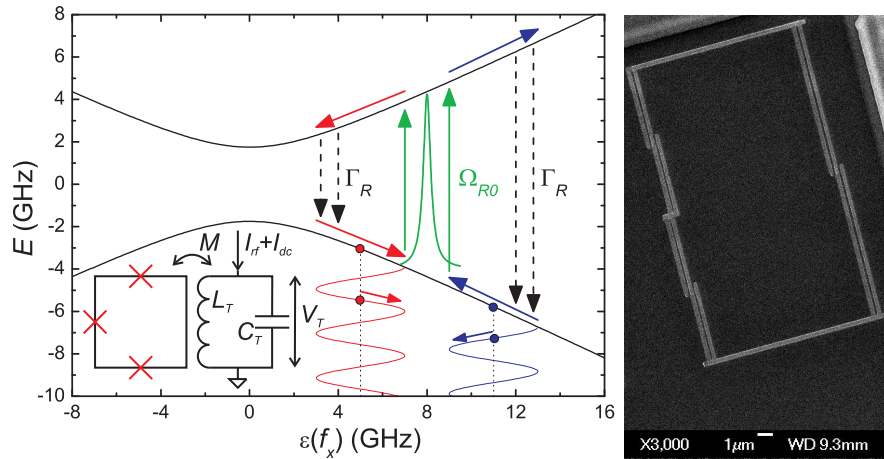 8
6
4
2
0
-2
-4
-6
-8
-10
E (GHz)
Γ_R
Ω_R0
Γ_R
M
I_rf+I_dc
L_T
C_T
V_T
-8 -4 0 4 8 12 16
ε(f_x) (GHz)
X3,000 1μm WD 9.3mm